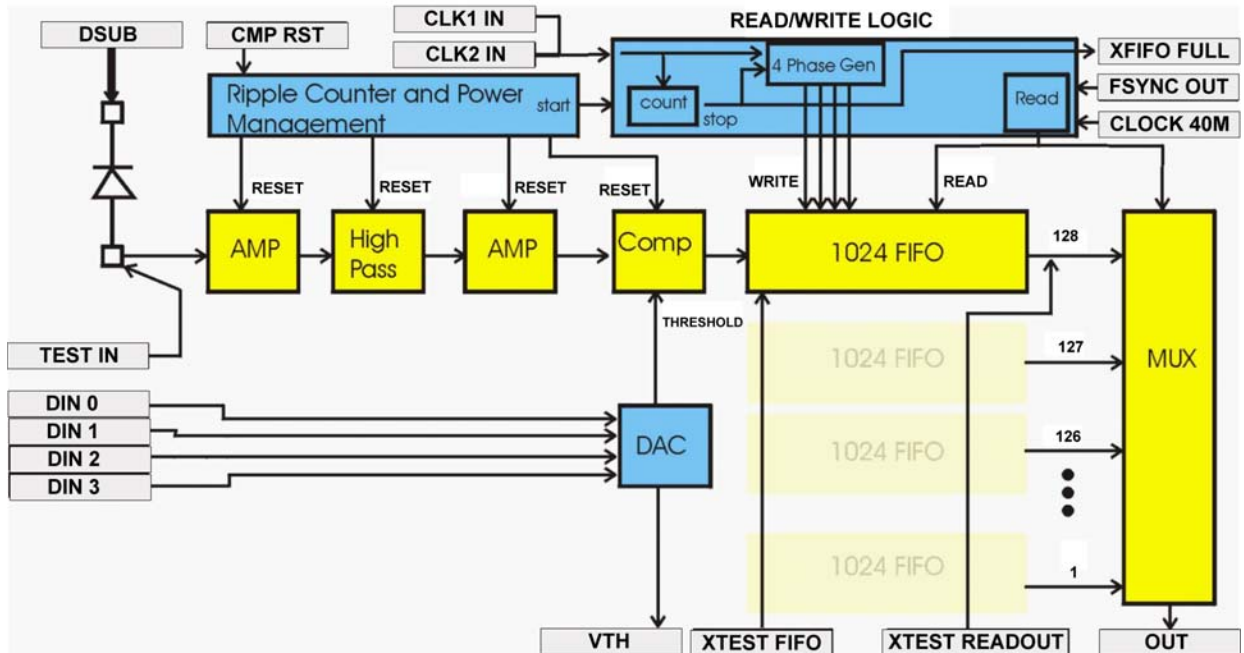 DSUB
CMP RST
CLK1 IN
CLK2 IN
READ/WRITE LOGIC
4 Phase Gen
count
stop
Read
XFIFO FULL
FSYNC OUT
CLOCK 40M
Ripple Counter and Power
Management
start
RESET
RESET
RESET
RESET
WRITE
READ
AMP
High
Pass
AMP
Comp
1024 FIFO
128
THRESHOLD
TEST IN
1024 FIFO
127
MUX
DIN 0
DIN 1
DIN 2
DIN 3
DAC
1024 FIFO
126
1024 FIFO
1
VTH
XTEST FIFO
XTEST READOUT
OUT